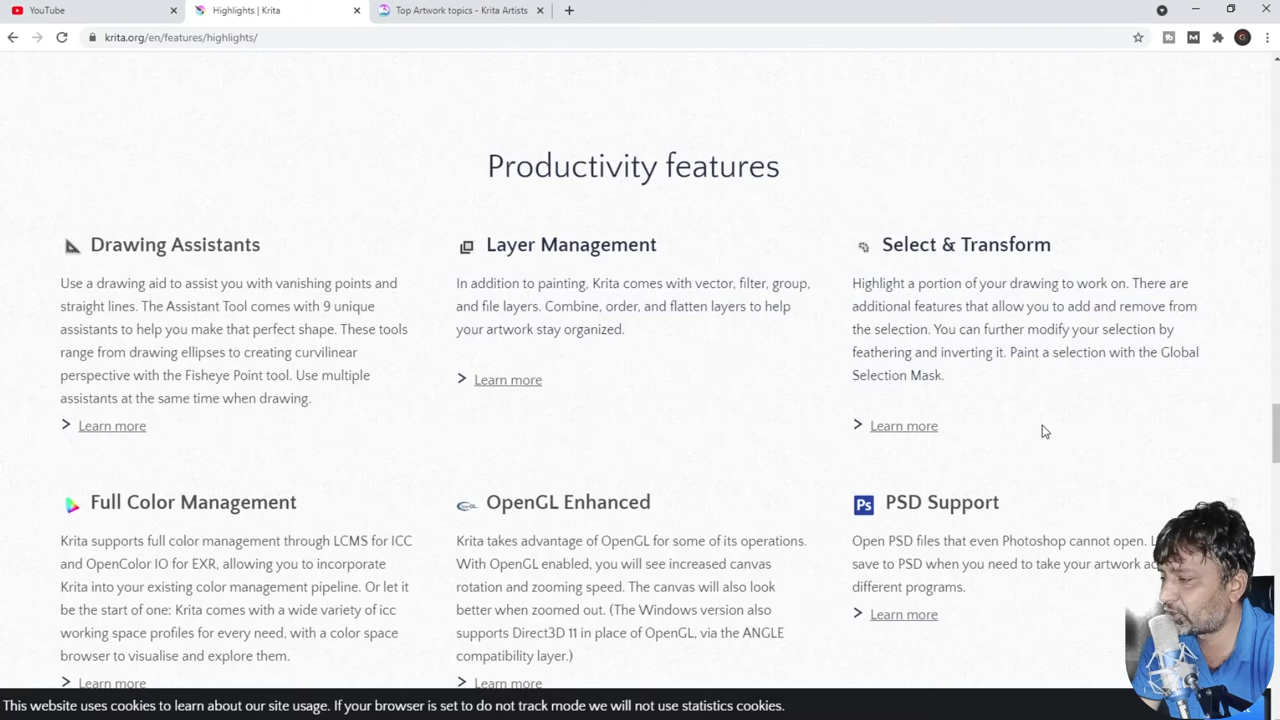 YouTube
Highlights | Krita
Top Artwork topics - Krita Artists
krita.org/en/features/highlights/
Productivity features
Drawing Assistants
Use a drawing aid to assist you with vanishing points and
straight lines. The Assistant Tool comes with 9 unique
assistants to help you make that perfect shape. These tools
range from drawing ellipses to creating curvilinear
perspective with the Fisheye Point tool. Use multiple
assistants at the same time when drawing.
> Learn more
Layer Management
In addition to painting, Krita comes with vector, filter, group,
and file layers. Combine, order, and flatten layers to help
your artwork stay organized.
> Learn more
Select & Transform
Highlight a portion of your drawing to work on. There are
additional features that allow you to add and remove from
the selection. You can further modify your selection by
feathering and inverting it. Paint a selection with the Global
Selection Mask.
> Learn more
Full Color Management
Krita supports full color management through LCMS for ICC
and OpenColor IO for EXR, allowing you to incorporate
Krita into your existing color management pipeline. Or let it
be the start of one: Krita comes with a wide variety of icc
working space profiles for every need, with a color space
browser to visualise and explore them.
> Learn more
OpenGL Enhanced
Krita takes advantage of OpenGL for some of its operations.
With OpenGL enabled, you will see increased canvas
rotation and zooming speed. The canvas will also look
better when zoomed out. (The Windows version also
supports Direct3D 11 in place of OpenGL, via the ANGLE
compatibility layer.)
> Learn more
Ps PSD Support
Open PSD files that even Photoshop cannot open.
save to PSD when you need to take your artwork
different programs.
> Learn more
This website uses cookies to learn about our site usage. If your browser is set to do not track mode we will not use statistics cookies.